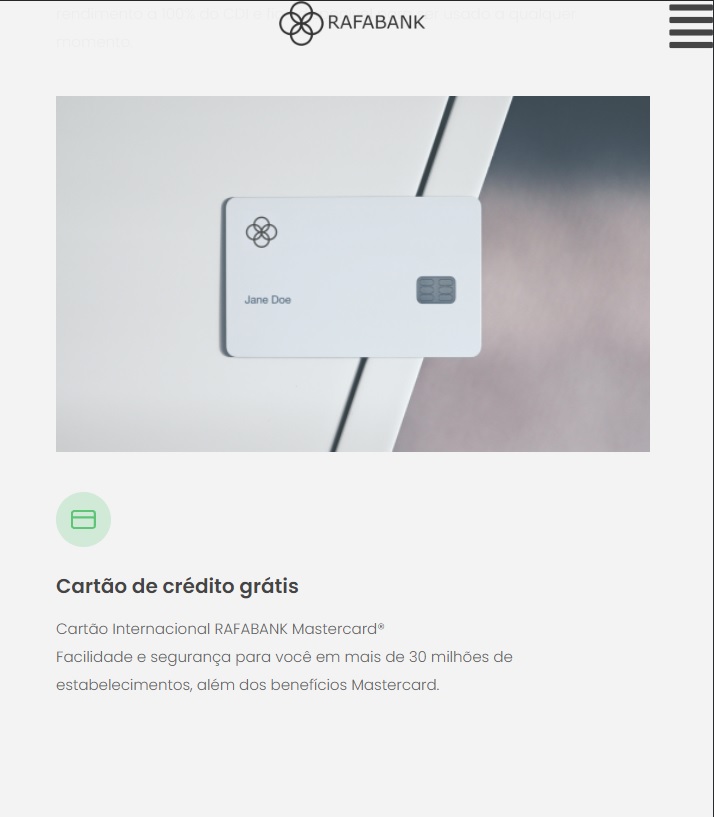 rendimento a 100% do CDI e
usado a qualquer
momento.
RAFABANK
Jane Doe
Cartão de crédito grátis
Cartão Internacional RAFABANK Mastercard®
Facilidade e segurança para você em mais de 30 milhões de
estabelecimentos, além dos benefícios Mastercard.